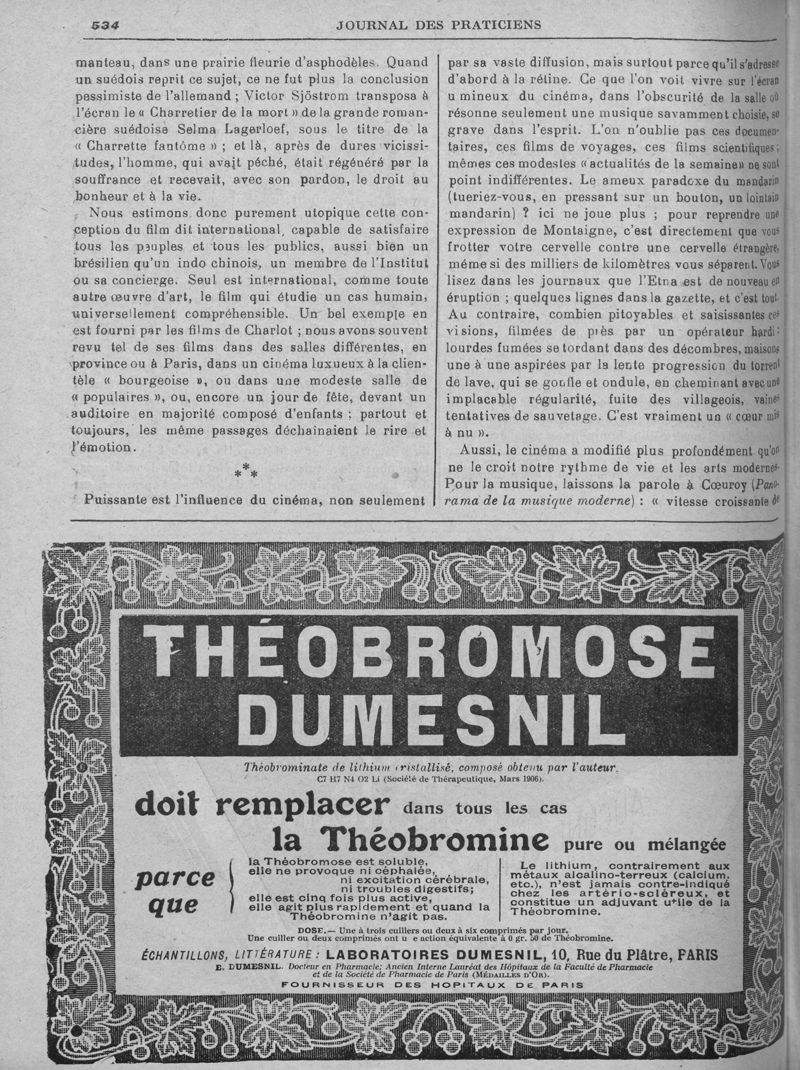 534
JOURNAL DES PRATICIENS
manteau, dans une prairie fleurie d'asphodèles. Quand
un suédois reprit ce sujet, ce ne fut plus la conclusion
pessimiste de l'allemand ; Victor Sjöstrom transposa à
l'écran le « Charretier de la mort » de la grande roman-
cière suédoise Selma Lagerloef, sous le titre de la
« Charrette fantôme » ; et là, après de dures vicissi-
tudes, l'homme, qui avait péché, était régénéré par la
souffrance et recevait, avec son pardon, le droit au
bonheur et à la vie.
Nous estimons donc purement utopique cette con-
ception du film dit international, capable de satisfaire
tous les peuples et tous les publics, aussi bien un
brésilien qu'un indo chinois, un membre de l'Institut
ou sa concierge. Seul est international, comme toute
autre œuvre d'art, le film qui étudie un cas humain,
universellement compréhensible. Un bel exemple en
est fourni par les films de Charlot ; nous avons souvent
revu tel de ses films dans des salles différentes, en
province ou à Paris, dans un cinéma luxueux à la clien-
tèle « bourgeoise », ou dans une modeste salle de
« populaires », ou, encore un jour de fête, devant un
auditoire en majorité composé d'enfants ; partout et
toujours, les même passages déchainaient le rire et
l'émotion.
*
* *
Puissante est l'influence du cinéma, non seulement
par sa vaste diffusion, mais surtout parce qu'il s'adresse
d'abord à la rétine. Ce que l'on voit vivre sur l'écran
u mineux du cinéma, dans l'obscurité de la salle où
résonne seulement une musique savamment choisie, se
grave dans l'esprit. L'on n'oublie pas ces documen-
taires, ces films de voyages, ces films scientifiques ;
mêmes ces modestes « actualités de la semaine » ne sont
point indifférentes. Le ameux paradoxe du mandarin
(tueriez-vous, en pressant sur un bouton, un lointain
mandarin) ? ici ne joue plus ; pour reprendre une
expression de Montaigne, c'est directement que vous
frotter votre cervelle contre une cervelle étrangère,
même si des milliers de kilomètres vous séparent. Vous
lisez dans les journaux que l'Etna est de nouveau en
éruption ; quelques lignes dans la gazette, et c'est tout.
Au contraire, combien pitoyables et saisissantes ces
visions, filmées de près par un opérateur hardi :
lourdes fumées se tordant dans des décombres, maisons
une à une aspirées par la lente progression du torrent
de lave, qui se gonfle et ondule, en cheminant avec une
implacable régularité, fuite des villageois, vaines
tentatives de sauvetage. C'est vraiment un « cœur mis
à nu ».
Aussi, le cinéma a modifié plus profondément qu'on
ne le croit notre rythme de vie et les arts modernes.
Pour la musique, laissons la parole à Cœuroy (Pano-
rama de la musique moderne) : « vitesse croissante de
THÉOBROMOSE
DUMESNIL
Théobrominate de lithium cristallisé, composé obtenu par l'auteur.
C7 H7 N4 O2 Li (Société de Thérapeutique, Mars 1906).
doit remplacer dans tous les cas
la Théobromine pure ou mélangée
parce
que
la Théobromose est soluble,
elle ne provoque ni céphalée,
ni excitation cérébrale,
ni troubles digestifs;
elle est cinq fois plus active,
elle agit plus rapidement et quand la
Théobromine n'agit pas.
Le lithium, contrairement aux
métaux alcalino-terreux (calcium,
etc.), n'est jamais contre-indiqué
chez les artério-scléreux, et
constitue un adjuvant utile de la
Théobromine.
DOSE.— Une à trois cuillers ou deux à six comprimés par jour.
Une cuiller ou deux comprimés ont u e action équivalente à 0 gr. 50 de Théobromine.
ÉCHANTILLONS, LITTÉRATURE : LABORATOIRES DUMESNIL, 10, Rue du Plâtre, PARIS
E. DUMESNIL. Docteur en Pharmacie; Ancien Interne Lauréat des Hôpitaux de la Faculté de Pharmacie
et de la Société de Pharmacie de Paris (MÉDAILLES D'OR).
FOURNISSEUR DES HOPITAUX DE PARIS